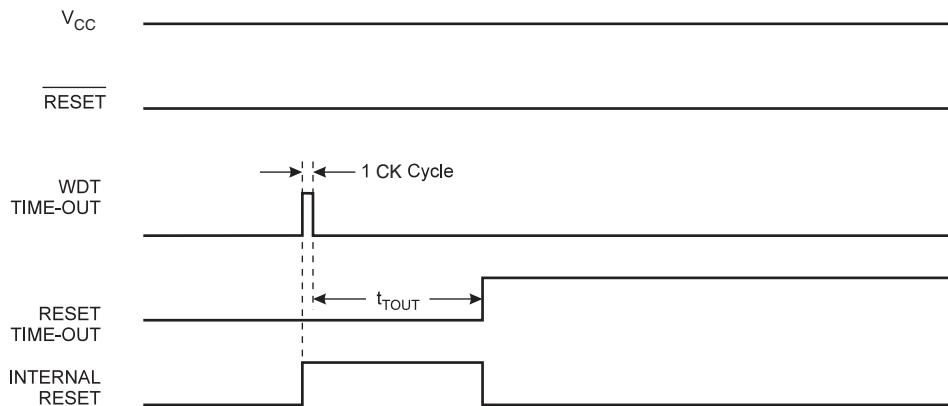 VCC
RESET
1 CK Cycle
WDT
TIME-OUT
tTOUT
RESET
TIME-OUT
INTERNAL
RESET